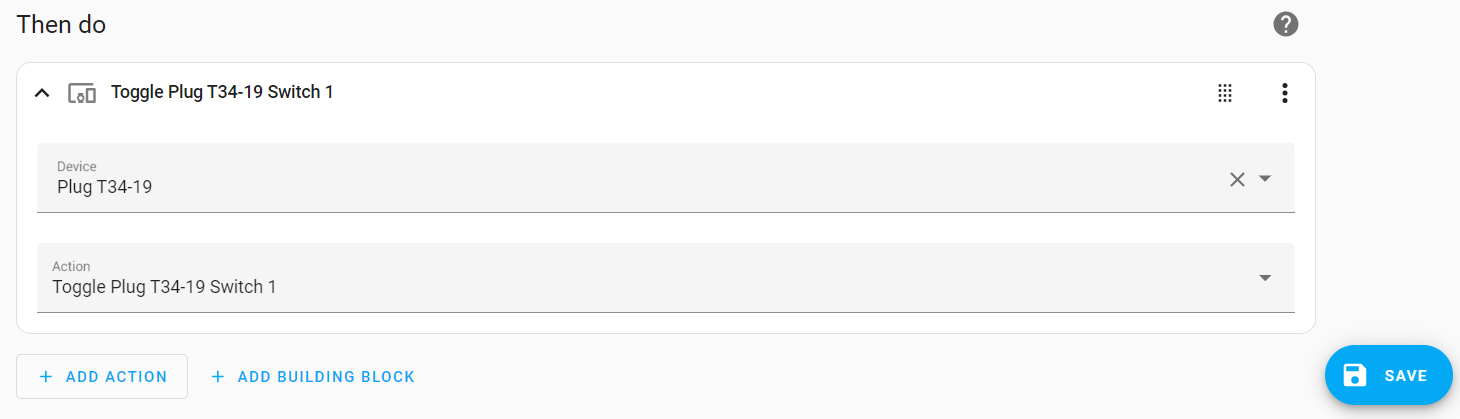 Then do
Toggle Plug T34-19 Switch 1
Device
Plug T34-19
Action
Toggle Plug T34-19 Switch 1
+ ADD ACTION + ADD BUILDING BLOCK
SAVE